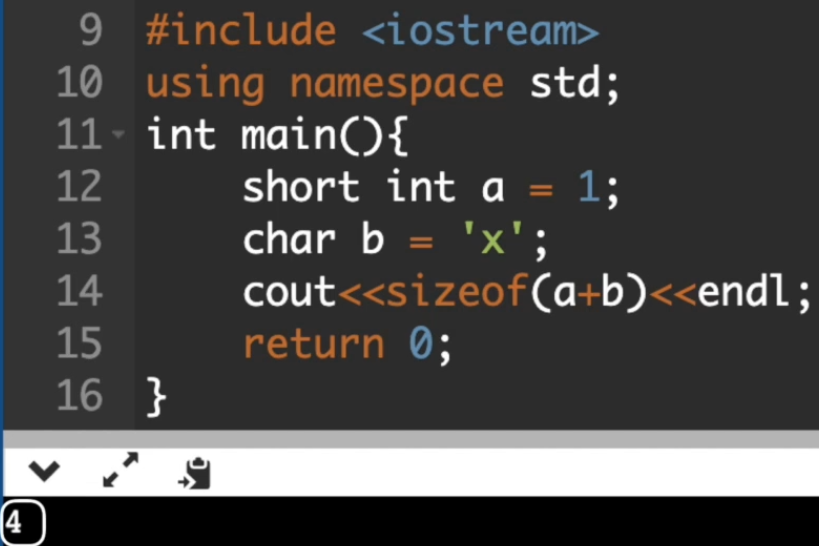 9 #include <iostream>
10 using namespace std;
11 int main(){
12     short int a = 1;
13     char b = 'x';
14     cout<<sizeof(a+b)<<endl;
15     return 0;
16 }
4